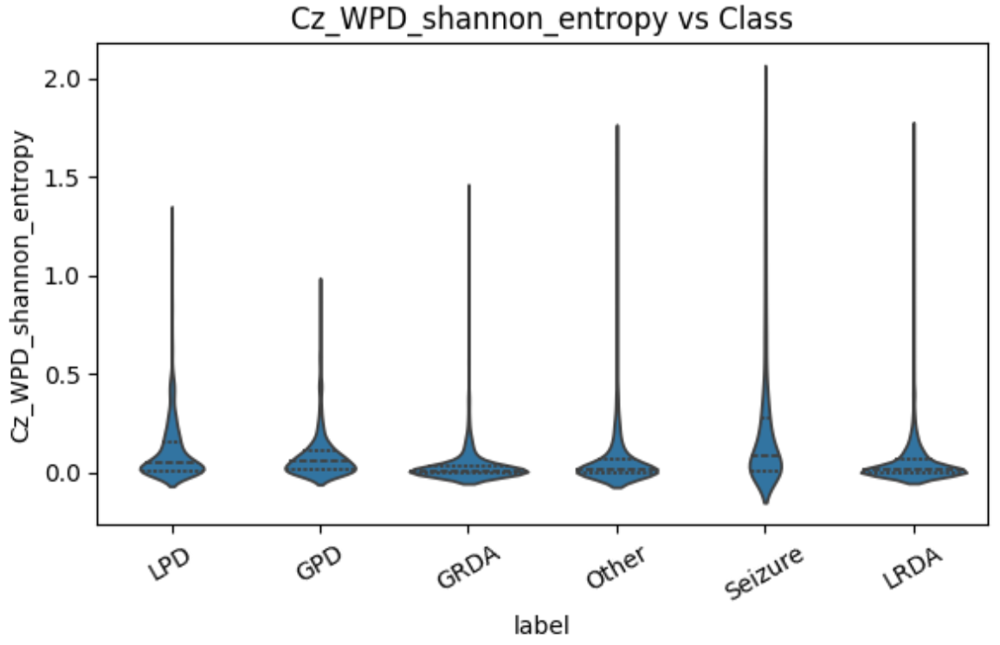 Cz_WPD_shannon_entropy vs Class
Cz_WPD_shannon_entropy
2.0
1.5
1.0
0.5
0.0
LPD
GPD
GRDA
Other
Seizure
LRDA
label